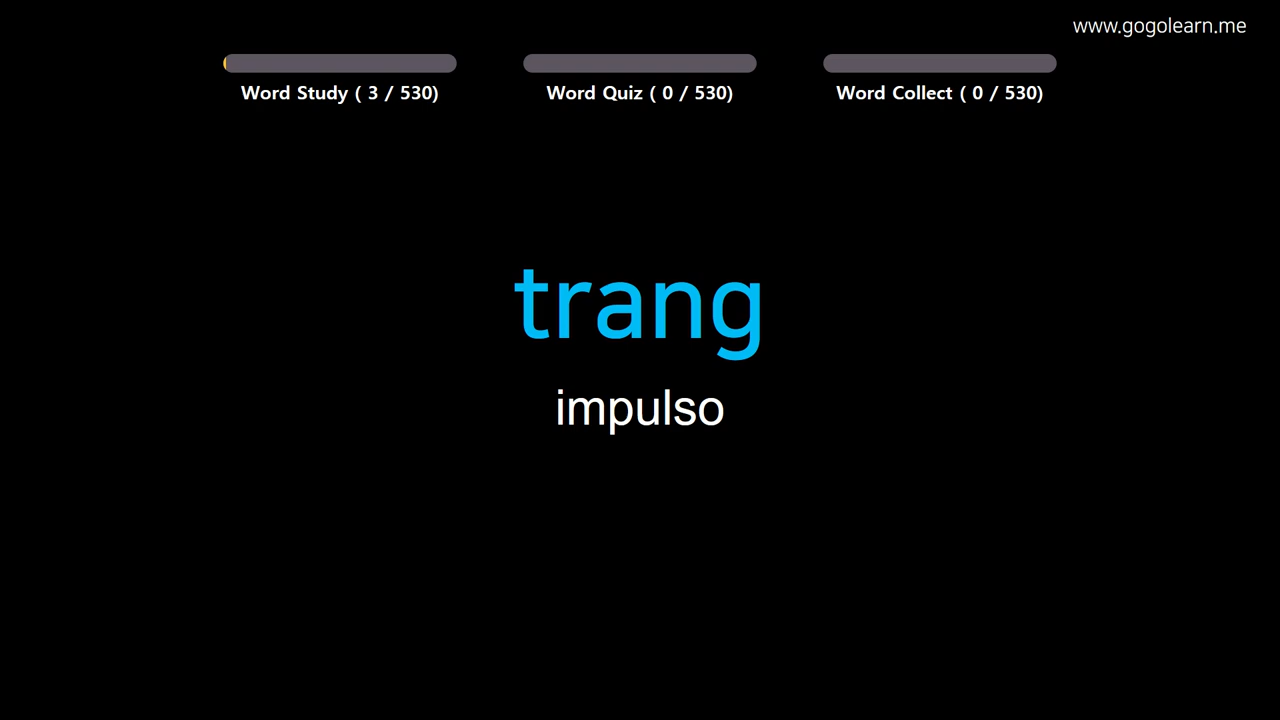 www.gogolearn.me
Word Study ( 3 / 530)
Word Quiz ( 0 / 530)
Word Collect ( 0 / 530)
trang
impulso